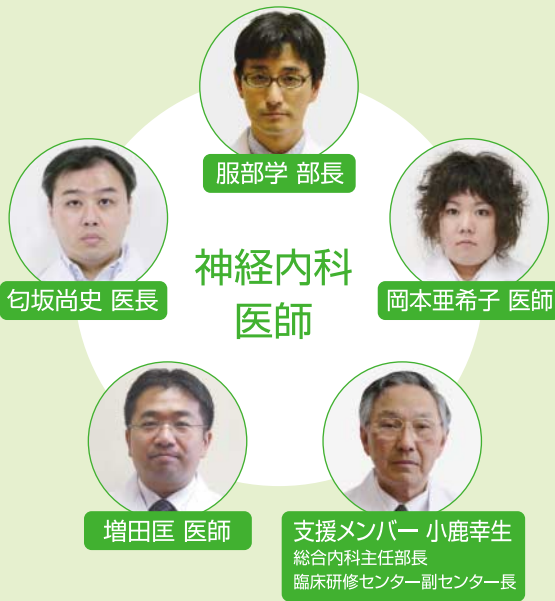 服部学 部長
匂坂尚史 医長
岡本亜希子 医師
神経内科
医師
増田匡 医師
支援メンバー 小鹿幸生
総合内科主任部長
臨床研修センター副センター長